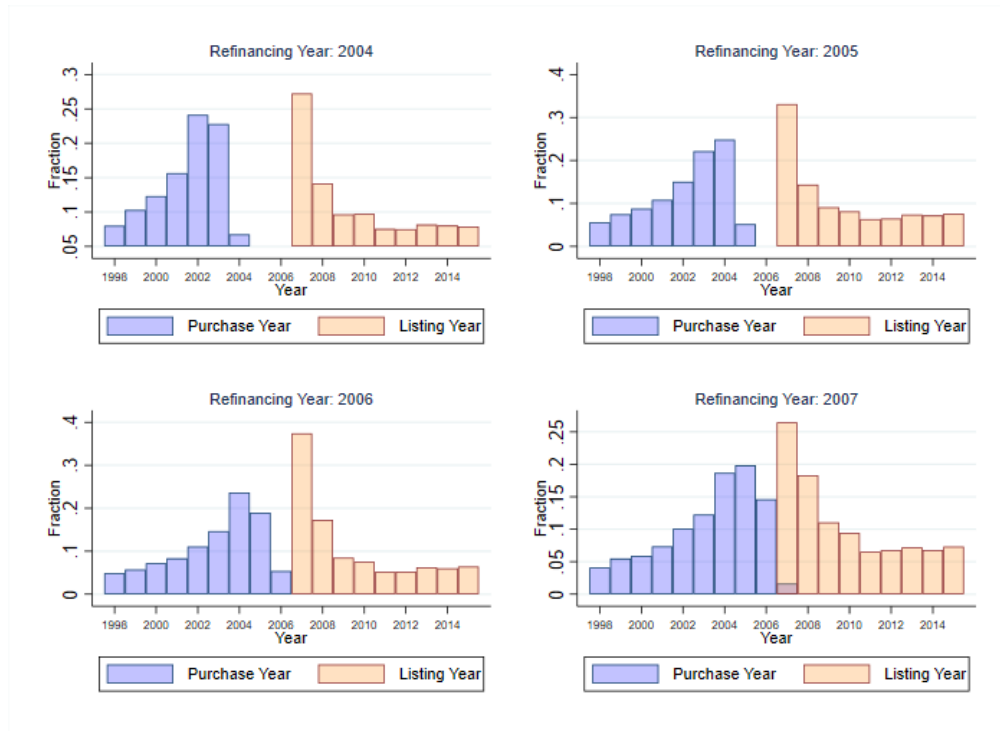 Refinancing Year: 2004
Fraction
.3
.25
.2
.15
.1
.05
1998 2000 2002 2004 2006 2008 2010 2012 2014
Year
Purchase Year Listing Year
Refinancing Year: 2005
Fraction
.4
.3
.2
.1
0
1998 2000 2002 2004 2006 2008 2010 2012 2014
Year
Purchase Year Listing Year
Refinancing Year: 2006
Fraction
.4
.3
.2
.1
0
1998 2000 2002 2004 2006 2008 2010 2012 2014
Year
Purchase Year Listing Year
Refinancing Year: 2007
Fraction
.25
.2
.15
.1
.05
0
1998 2000 2002 2004 2006 2008 2010 2012 2014
Year
Purchase Year Listing Year